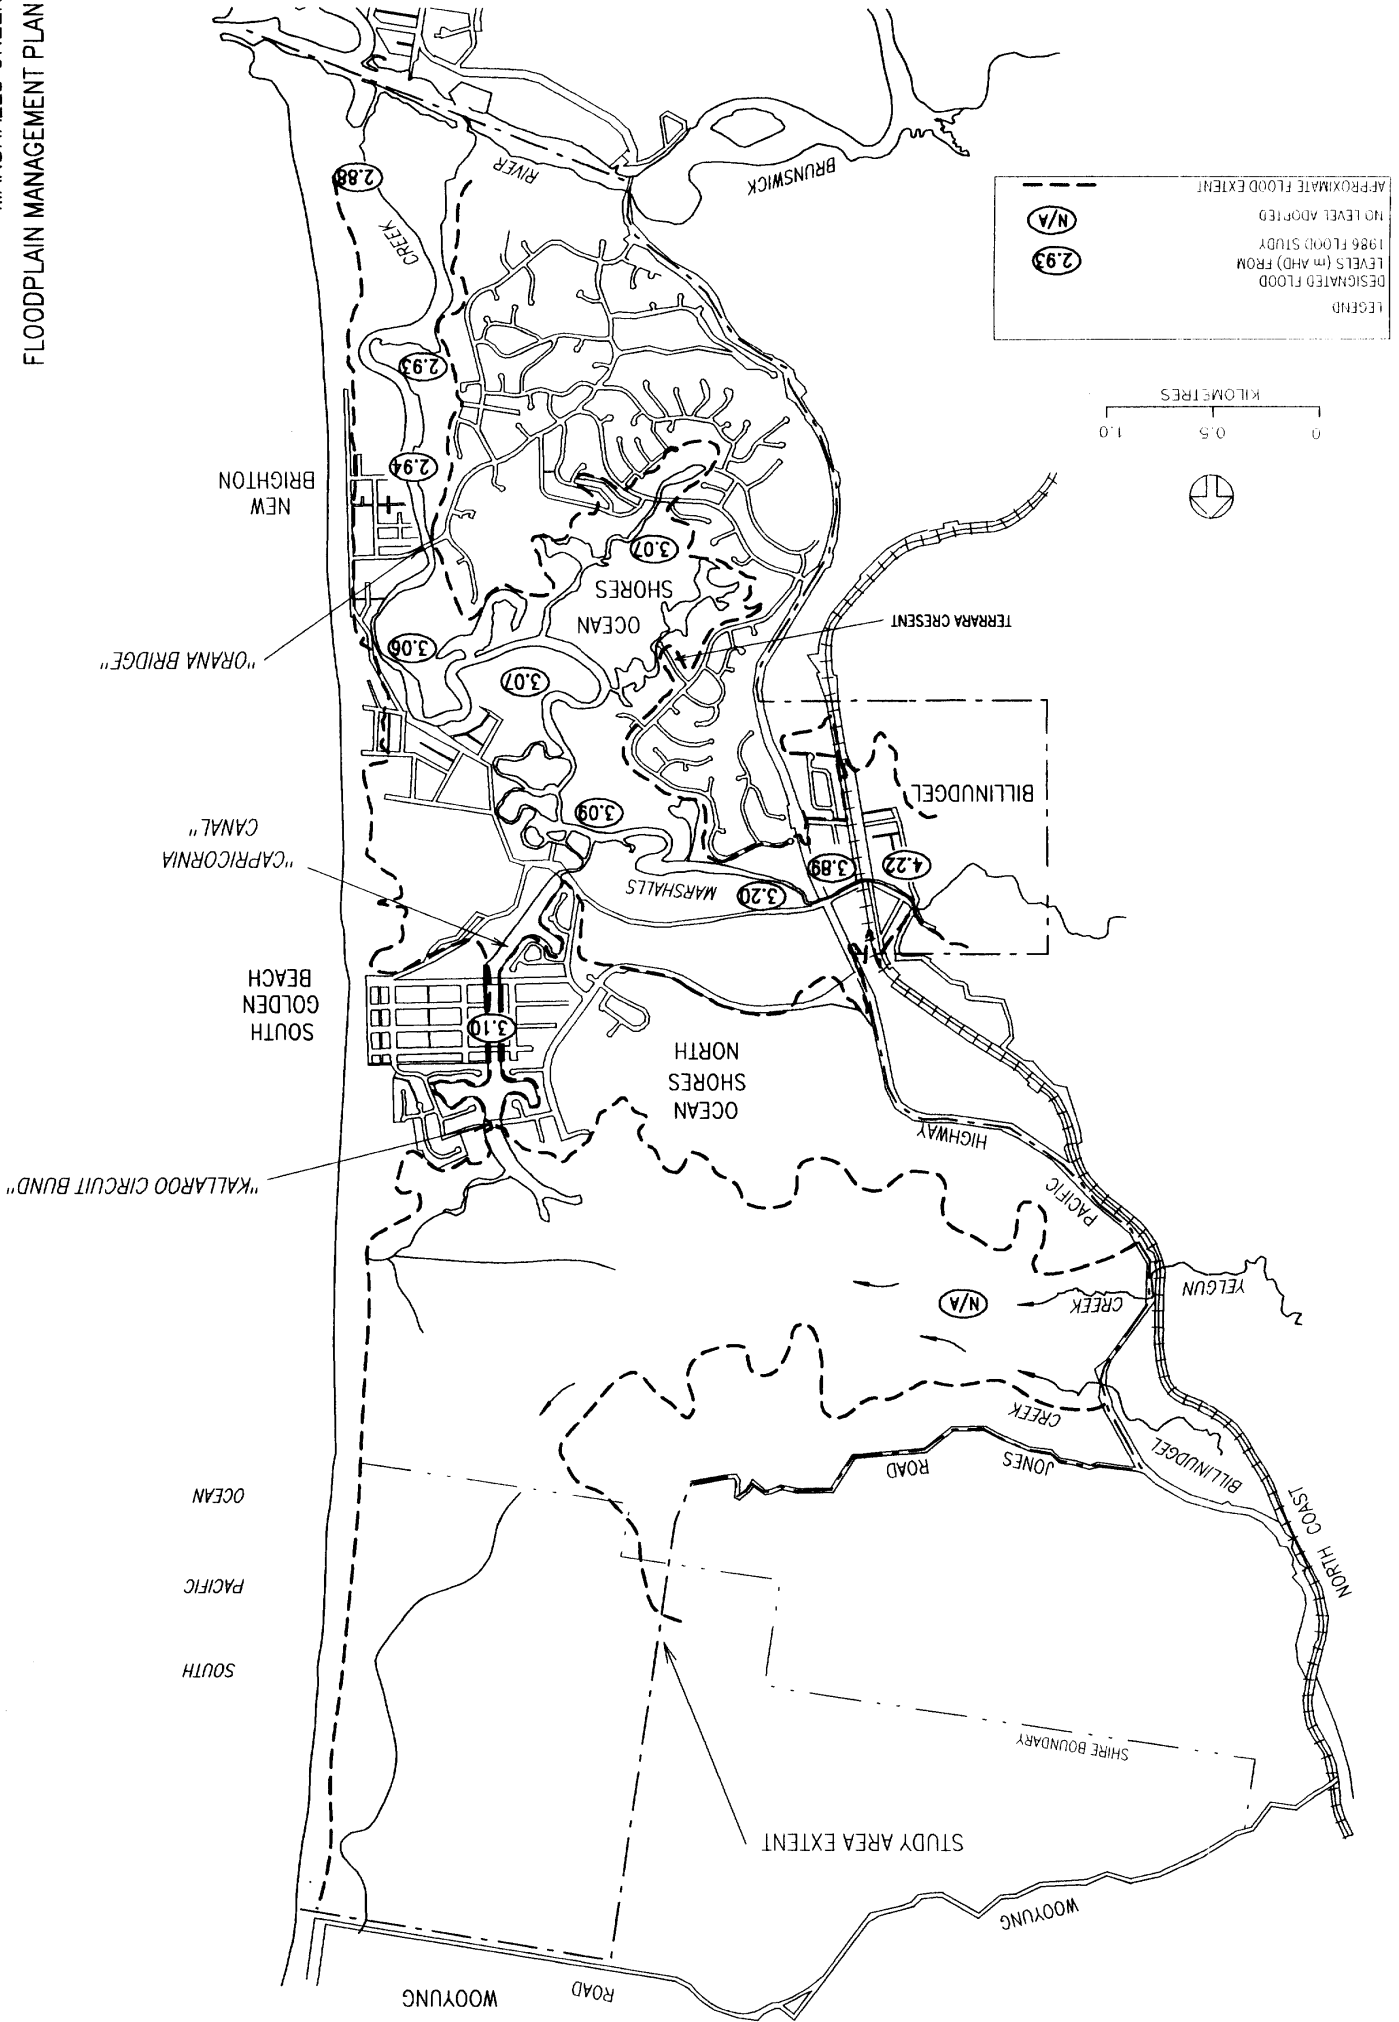 FLOODPLAIN MANAGEMENT PLAN
WOOYUNG
ROAD
WOOYUNG
STUDY AREA EXTENT
SHIRE BOUNDARY
SOUTH
PACIFIC
OCEAN
NORTH COAST
BILLINUDGEL
CREEK
JONES
ROAD
YELGUN
CREEK
N/A
PACIFIC
HIGHWAY
"KALLAROO CIRCUIT BUND"
OCEAN
SHORES
NORTH
3.10
SOUTH
GOLDEN
BEACH
"CAPRICORNIA
CANAL"
MARSHALLS
3.20
3.89
4.22
BILLINUDGEL
3.09
3.07
3.06
"ORANA BRIDGE"
TERRARA CRESENT
OCEAN
SHORES
3.07
NEW
BRIGHTON
2.94
2.93
CREEK
2.88
RIVER
BRUNSWICK
0
0.5
1.0
KILOMETRES
LEGEND
DESIGNATED FLOOD
LEVELS (m AHD) FROM
1986 FLOOD STUDY
2.93
NO LEVEL ADOPTED
N/A
APPROXIMATE FLOOD EXTENT